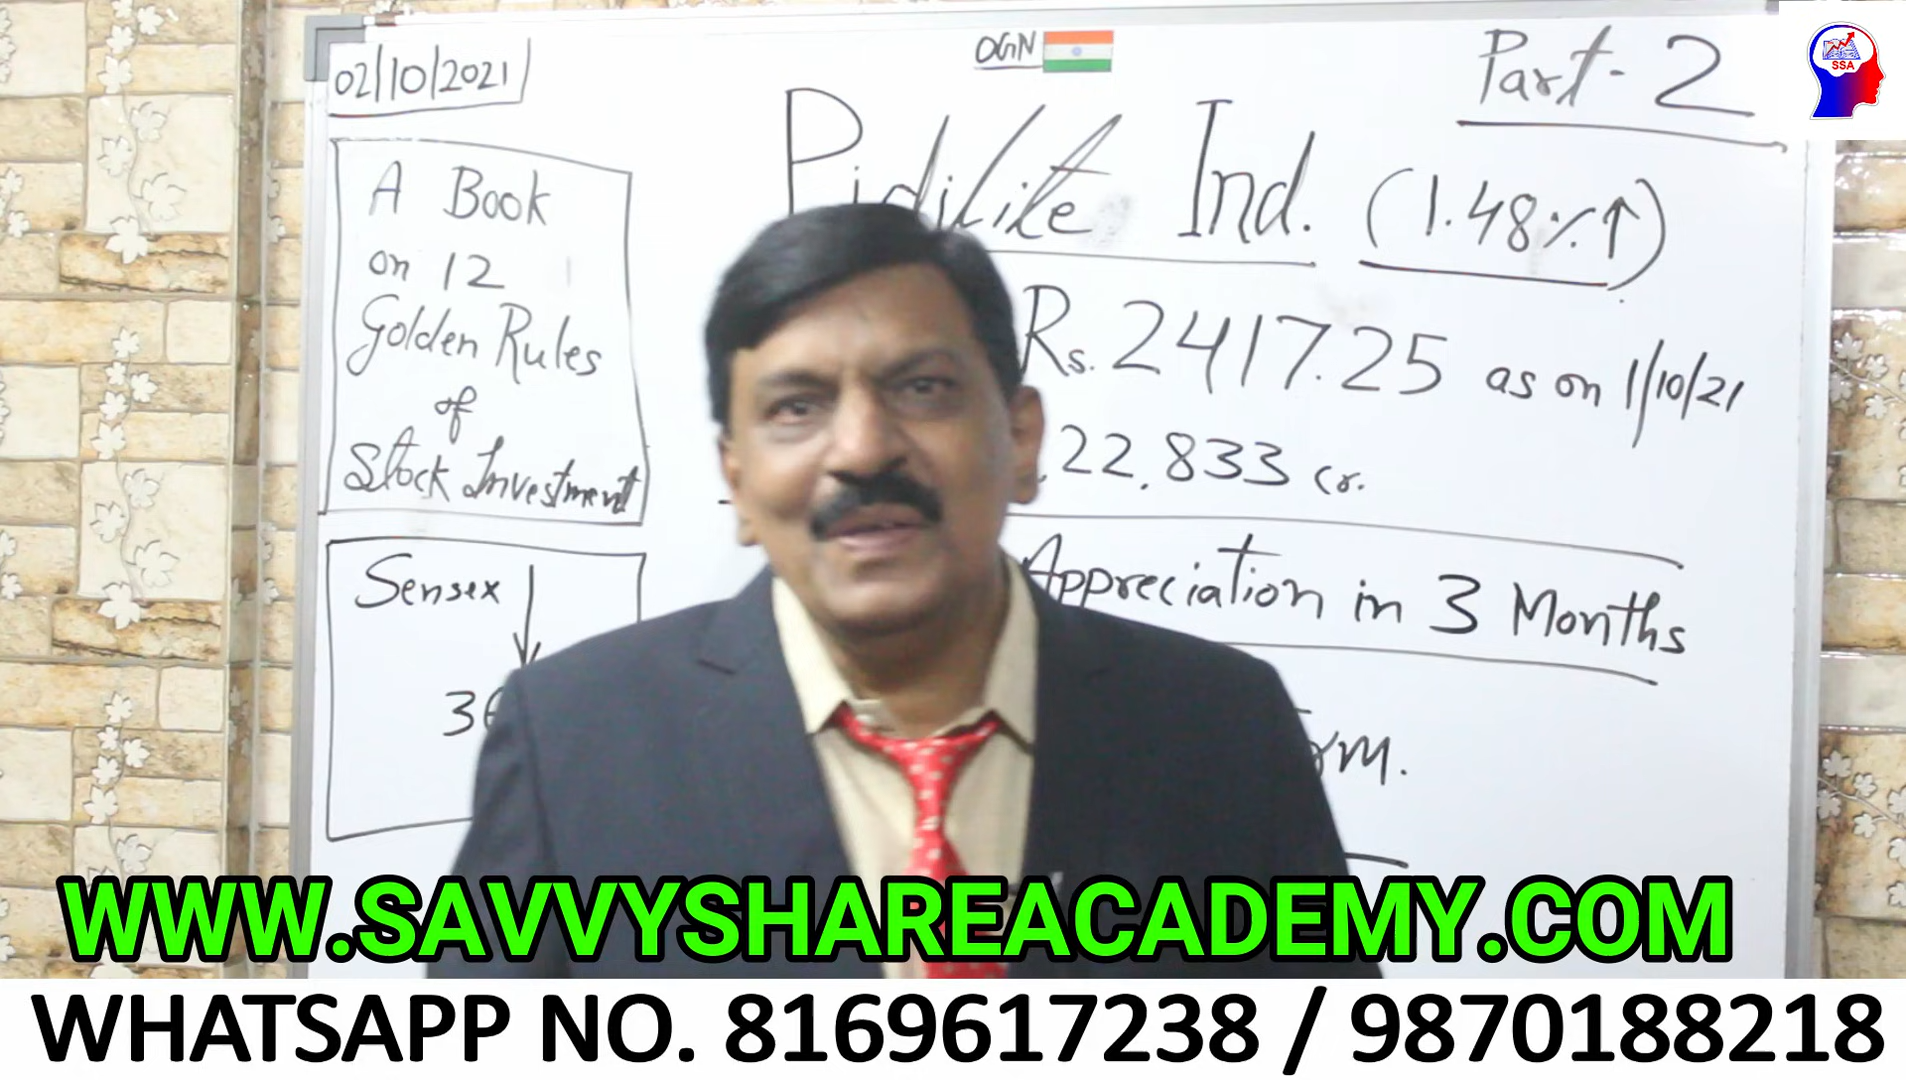 02/10/2021
OGN
Part-2
SSA
A Book
on 12
Golden Rules
of
Stock Investment
Pidilite Ind. (1.48%↑)
Rs. 2417.25 as on 1/10/21
22,833 cr.
Appreciation in 3 Months
Sensex ↓
WWW.SAVVYSHAREACADEMY.COM
WHATSAPP NO. 8169617238 / 9870188218